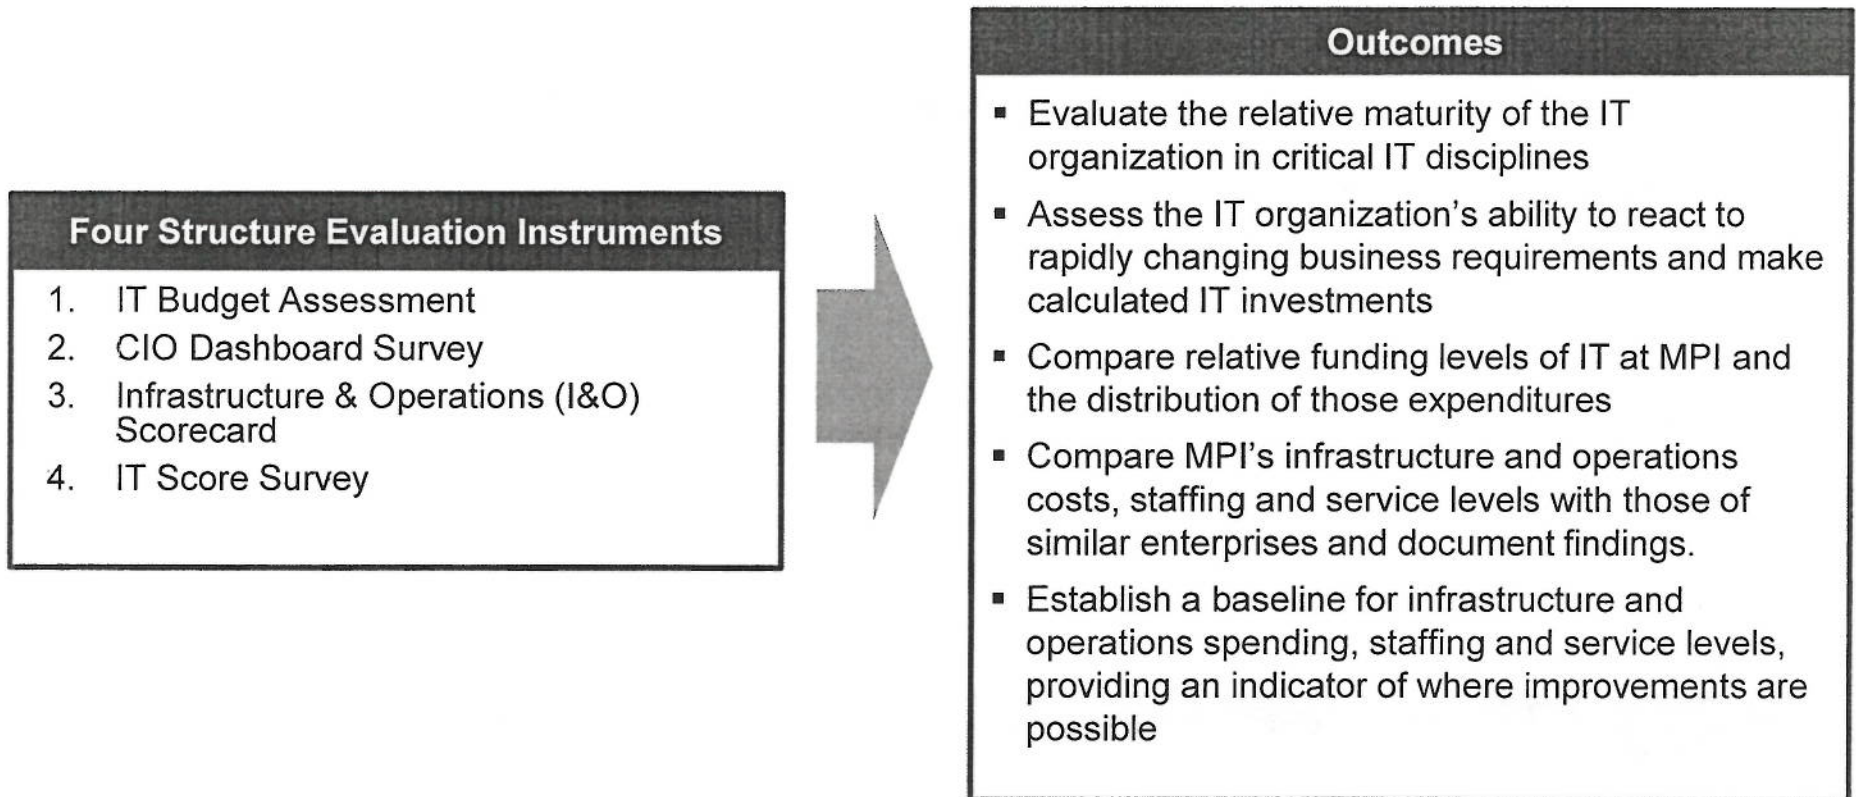 Four Structure Evaluation Instruments
1. IT Budget Assessment
2. CIO Dashboard Survey
3. Infrastructure & Operations (I&O)
Scorecard
4. IT Score Survey
Outcomes
▪ Evaluate the relative maturity of the IT
organization in critical IT disciplines
▪ Assess the IT organization's ability to react to
rapidly changing business requirements and make
calculated IT investments
▪ Compare relative funding levels of IT at MPI and
the distribution of those expenditures
▪ Compare MPI's infrastructure and operations
costs, staffing and service levels with those of
similar enterprises and document findings.
▪ Establish a baseline for infrastructure and
operations spending, staffing and service levels,
providing an indicator of where improvements are
possible